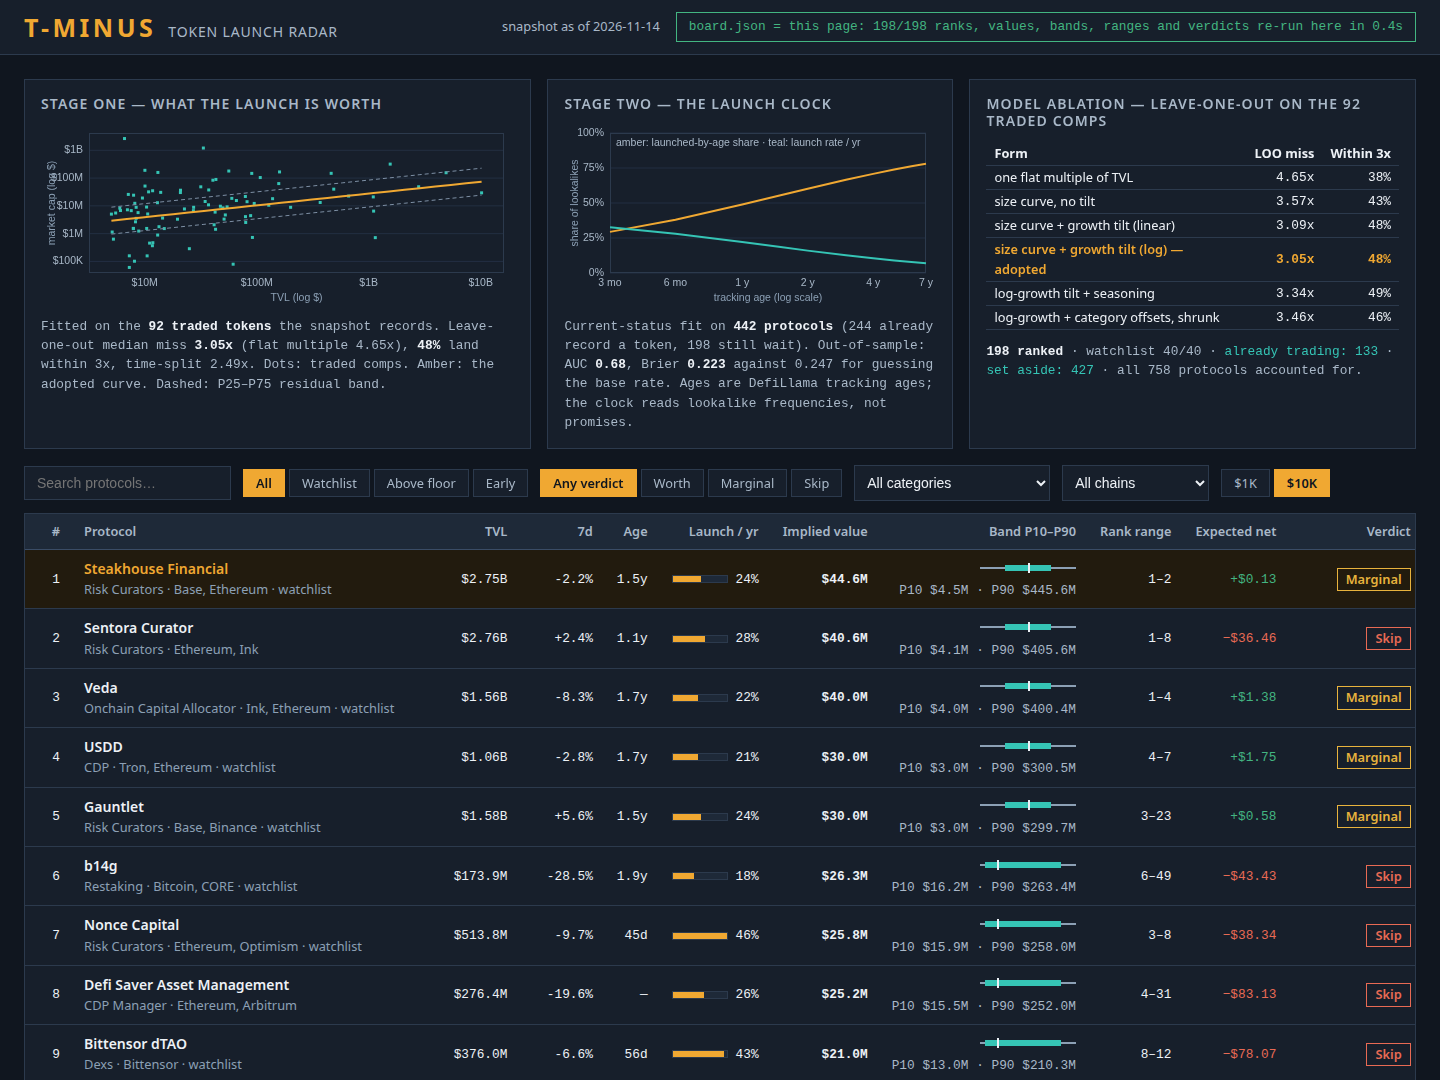 T-MINUS TOKEN LAUNCH RADAR
snapshot as of 2026-11-14
board.json = this page: 198/198 ranks, values, bands, ranges and verdicts re-run here in 0.4s
STAGE ONE — WHAT THE LAUNCH IS WORTH
market cap (log $)
$1B
$100M
$10M
$1M
$100K
$10M $100M $1B $10B
TVL (log $)
Fitted on the 92 traded tokens the snapshot records. Leave-
one-out median miss 3.05x (flat multiple 4.65x), 48% land
within 3x, time-split 2.49x. Dots: traded comps. Amber: the
adopted curve. Dashed: P25–P75 residual band.
STAGE TWO — THE LAUNCH CLOCK
share of lookalikes
100%
75%
50%
25%
0%
amber: launched-by-age share · teal: launch rate / yr
3 mo 6 mo 1 y 2 y 4 y 7 y
tracking age (log scale)
Current-status fit on 442 protocols (244 already
record a token, 198 still wait). Out-of-sample:
AUC 0.68, Brier 0.223 against 0.247 for guessing
the base rate. Ages are DefiLlama tracking ages;
the clock reads lookalike frequencies, not
promises.
MODEL ABLATION — LEAVE-ONE-OUT ON THE 92
TRADED COMPS
Form LOO miss Within 3x
one flat multiple of TVL 4.65x 38%
size curve, no tilt 3.57x 43%
size curve + growth tilt (linear) 3.09x 48%
size curve + growth tilt (log) —
adopted 3.05x 48%
log-growth tilt + seasoning 3.34x 49%
log-growth + category offsets, shrunk 3.46x 46%
198 ranked · watchlist 40/40 · already trading: 133 ·
set aside: 427 · all 758 protocols accounted for.
Search protocols… All Watchlist Above floor Early Any verdict Worth Marginal Skip All categories All chains $1K $10K
# Protocol TVL 7d Age Launch / yr Implied value Band P10–P90 Rank range Expected net Verdict
1 Steakhouse Financial $2.75B -2.2% 1.5y 24% $44.6M 1–2 +$0.13 Marginal
Risk Curators · Base, Ethereum · watchlist P10 $4.5M · P90 $445.6M
2 Sentora Curator $2.76B +2.4% 1.1y 28% $40.6M 1–8 −$36.46 Skip
Risk Curators · Ethereum, Ink P10 $4.1M · P90 $405.6M
3 Veda $1.56B -8.3% 1.7y 22% $40.0M 1–4 +$1.38 Marginal
Onchain Capital Allocator · Ink, Ethereum · watchlist P10 $4.0M · P90 $400.4M
4 USDD $1.06B -2.8% 1.7y 21% $30.0M 4–7 +$1.75 Marginal
CDP · Tron, Ethereum · watchlist P10 $3.0M · P90 $300.5M
5 Gauntlet $1.58B +5.6% 1.5y 24% $30.0M 3–23 +$0.58 Marginal
Risk Curators · Base, Binance · watchlist P10 $3.0M · P90 $299.7M
6 b14g $173.9M -28.5% 1.9y 18% $26.3M 6–49 −$43.43 Skip
Restaking · Bitcoin, CORE · watchlist P10 $16.2M · P90 $263.4M
7 Nonce Capital $513.8M -9.7% 45d 46% $25.8M 3–8 −$38.34 Skip
Risk Curators · Ethereum, Optimism · watchlist P10 $15.9M · P90 $258.0M
8 Defi Saver Asset Management $276.4M -19.6% — 26% $25.2M 4–31 −$83.13 Skip
CDP Manager · Ethereum, Arbitrum P10 $15.5M · P90 $252.0M
9 Bittensor dTAO $376.0M -6.6% 56d 43% $21.0M 8–12 −$78.07 Skip
Dexs · Bittensor · watchlist P10 $13.0M · P90 $210.3M